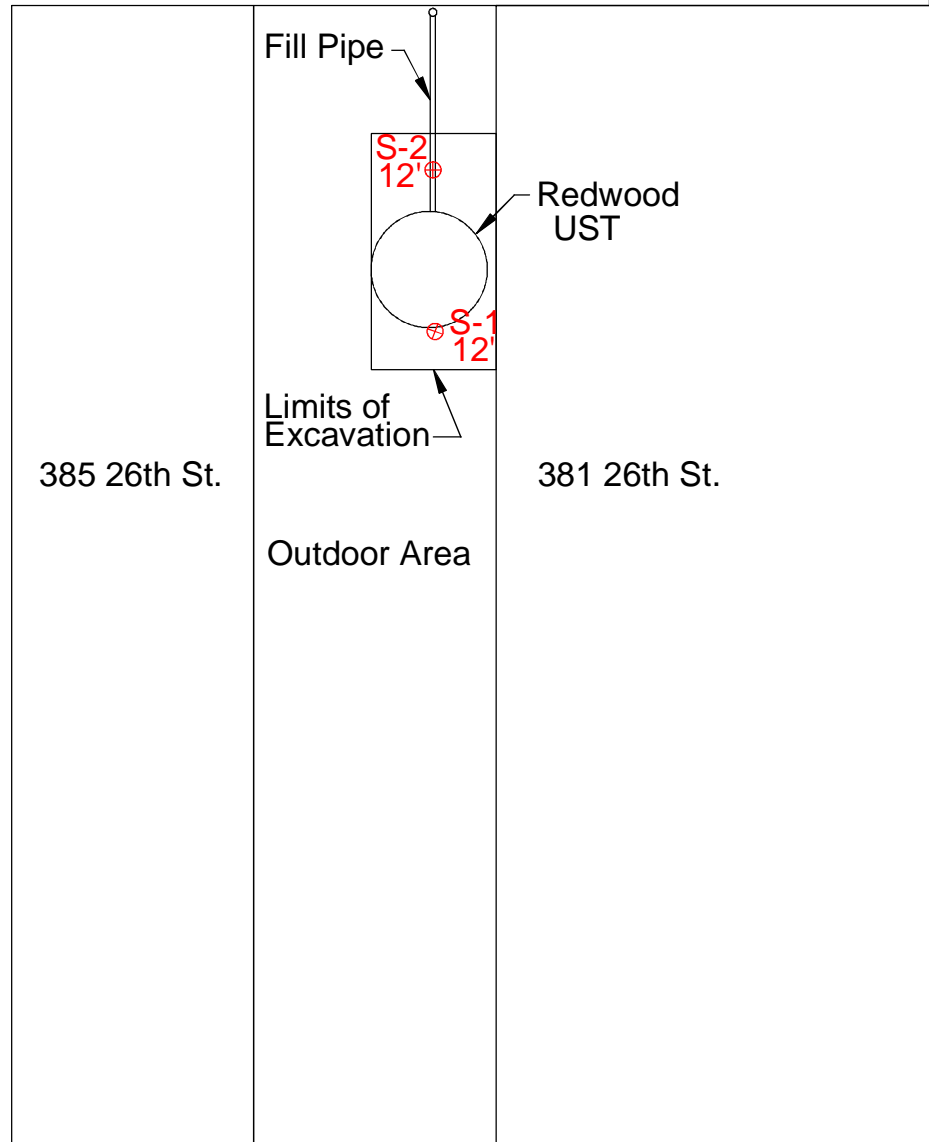 Fill Pipe
S-2
12'
Redwood
UST
S-1
12'
Limits of
Excavation
385 26th St.
381 26th St.
Outdoor Area